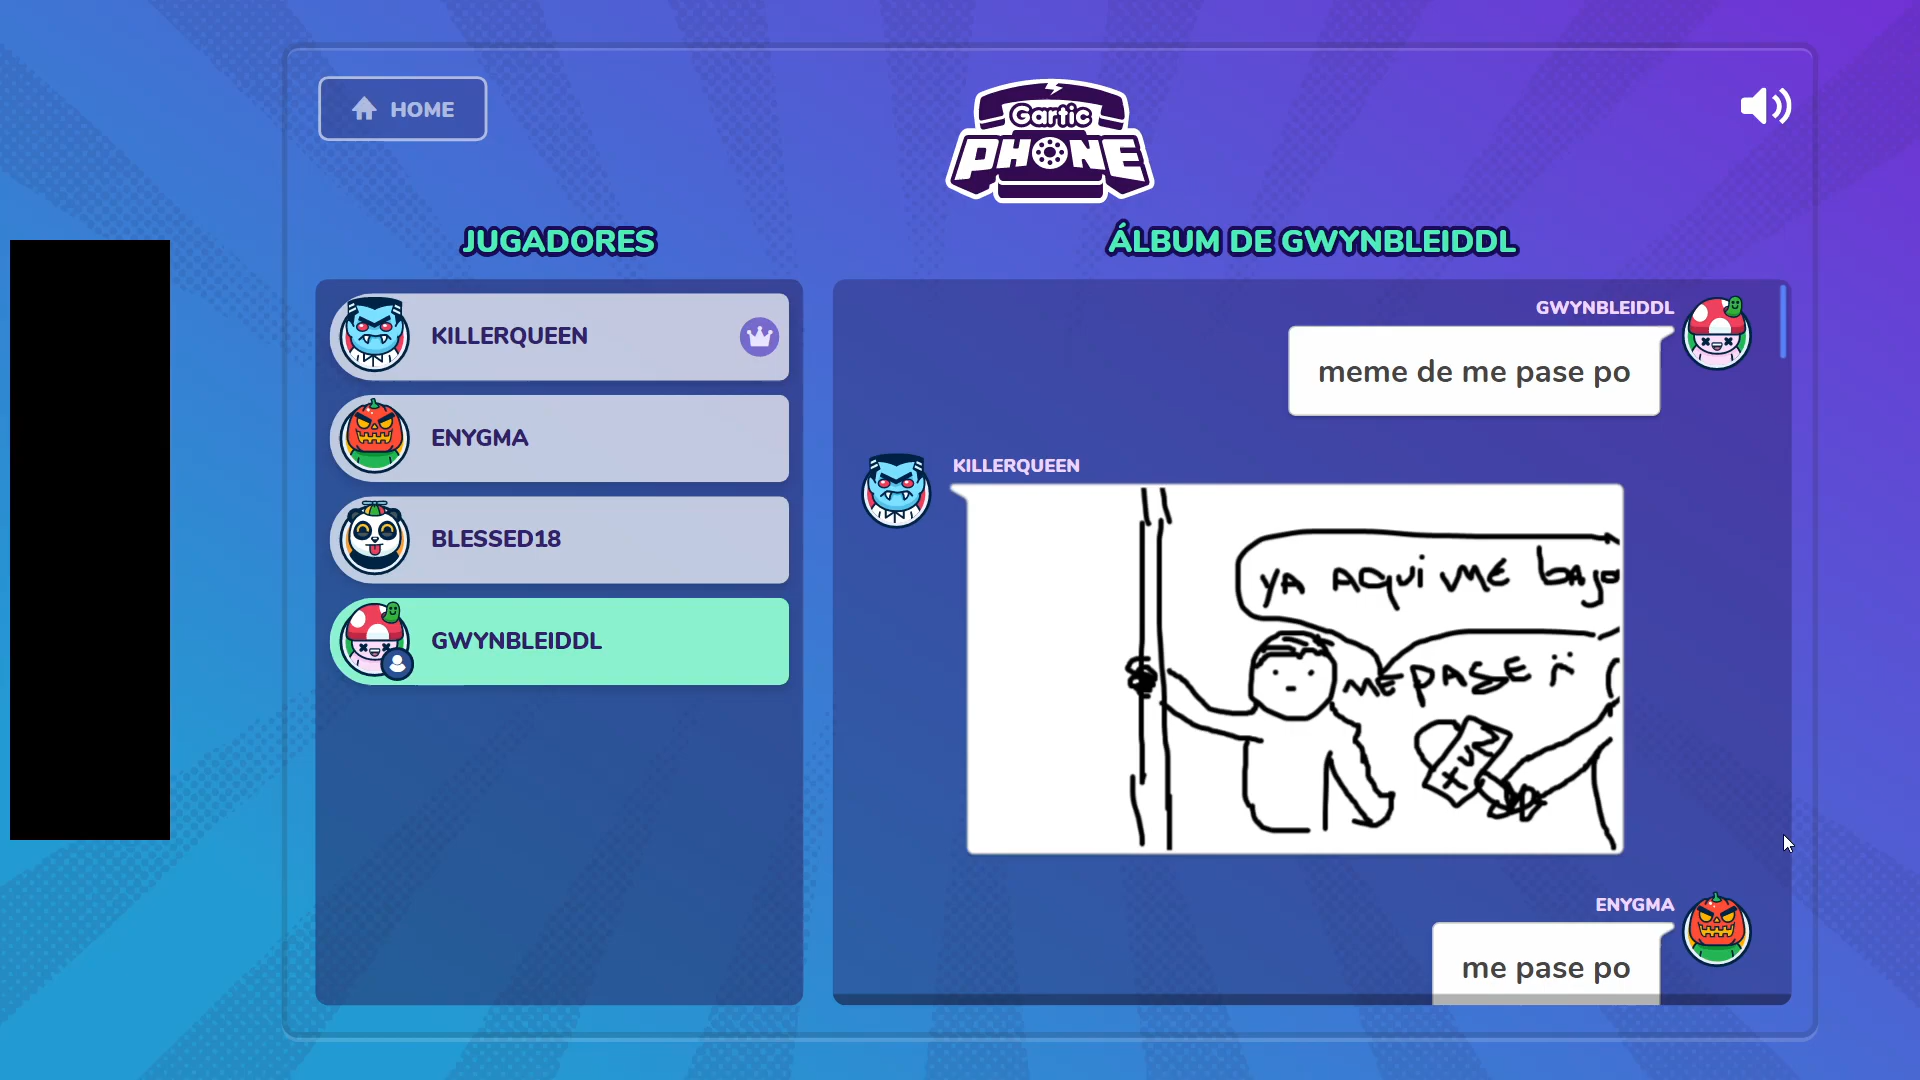 HOME
Gartic
PHONE
JUGADORES
KILLERQUEEN
ENYGMA
BLESSED18
GWYNBLEIDDL
ÁLBUM DE GWYNBLEIDDL
GWYNBLEIDDL
meme de me pase po
KILLERQUEEN
YA AQUI ME bAjo
ME PASE
ENYGMA
me pase po